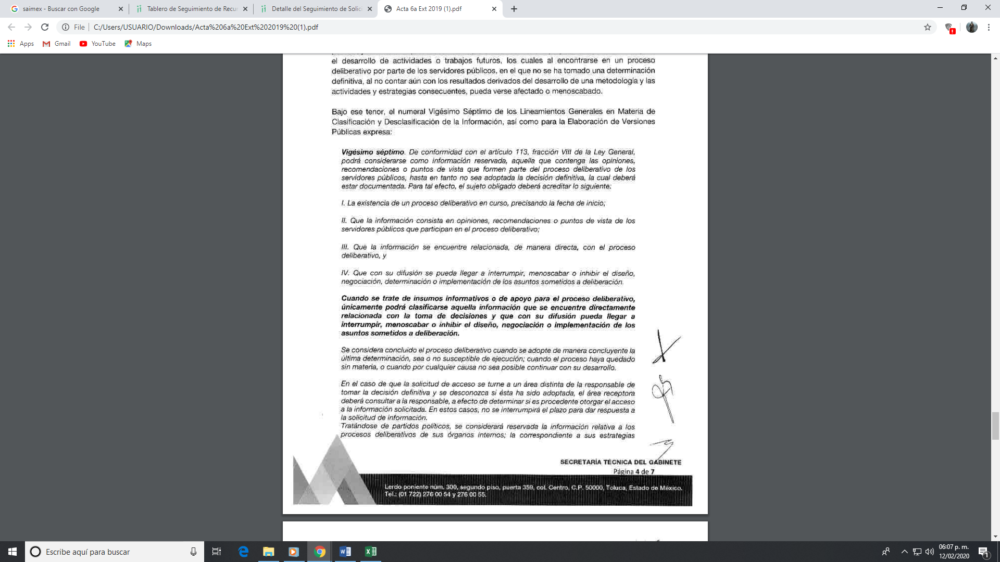 saimex - Buscar con Google
Tablero de Seguimiento de Recur
Detalle del Seguimiento de Solici
Acta 6a Ext 2019 (1).pdf
File
C:/Users/USUARIO/Downloads/Acta%206a%20Ext%202019%20(1).pdf
Apps
Gmail
YouTube
Maps
el desarrollo de actividades o trabajos futuros, los cuales al encontrarse en un proceso
deliberativo por parte de los servidores públicos, en el que no se ha tomado una determinación
definitiva, al no contar aún con los resultados derivados del desarrollo de una metodología y las
actividades y estrategias consecuentes, pueda verse afectado o menoscabado.
Bajo ese tenor, el numeral Vigésimo Séptimo de los Lineamientos Generales en Materia de
Clasificación y Desclasificación de la Información, así como para la Elaboración de Versiones
Públicas expresa:
Vigésimo séptimo. De conformidad con el artículo 113, fracción VIII de la Ley General,
podrá considerarse como información reservada, aquella que contenga las opiniones,
recomendaciones o puntos de vista que formen parte del proceso deliberativo de los
servidores públicos, hasta en tanto no sea adoptada la decisión definitiva, la cual deberá
estar documentada. Para tal efecto, el sujeto obligado deberá acreditar lo siguiente:
I. La existencia de un proceso deliberativo en curso, precisando la fecha de inicio;
II. Que la información consista en opiniones, recomendaciones o puntos de vista de los
servidores públicos que participan en el proceso deliberativo;
III. Que la información se encuentre relacionada, de manera directa, con el proceso
deliberativo, y
IV. Que con su difusión se pueda llegar a interrumpir, menoscabar o inhibir el diseño,
negociación, determinación o implementación de los asuntos sometidos a deliberación.
Cuando se trate de insumos informativos o de apoyo para el proceso deliberativo,
únicamente podrá clasificarse aquella información que se encuentre directamente
relacionada con la toma de decisiones y que con su difusión pueda llegar a
interrumpir, menoscabar o inhibir el diseño, negociación o implementación de los
asuntos sometidos a deliberación.
Se considera concluido el proceso deliberativo cuando se adopte de manera concluyente la
última determinación, sea o no susceptible de ejecución; cuando el proceso haya quedado
sin materia, o cuando por cualquier causa no sea posible continuar con su desarrollo.
En el caso de que la solicitud de acceso se turne a un área distinta de la responsable de
tomar la decisión definitiva y se desconozca si ésta ha sido adoptada, el área receptora
deberá consultar a la responsable, a efecto de determinar si es procedente otorgar el acceso
a la información solicitada. En estos casos, no se interrumpirá el plazo para dar respuesta a
la solicitud de información.
Tratándose de partidos políticos, se considerará reservada la información relativa a los
procesos deliberativos de sus órganos internos; la correspondiente a sus estrategias
SECRETARÍA TÉCNICA DEL GABINETE
Página 4 de 7
Lerdo poniente núm. 300, segundo piso, puerta 359, col. Centro, C.P. 50000, Toluca, Estado de México.
Tel.: (01 722) 276 00 54 y 276 00 55.
Escribe aquí para buscar
06:07 p. m.
12/02/2020
1